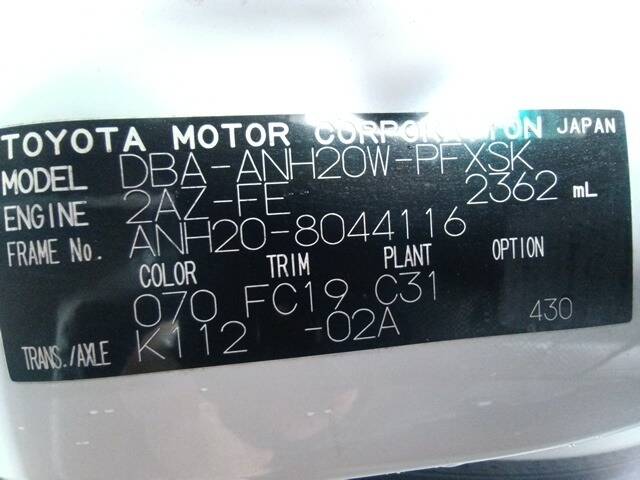 TOYOTA MOTOR CORPORATION JAPAN
MODEL DBA-ANH20W-PFXSK
ENGINE 2AZ-FE 2362 mL
FRAME No. ANH20-8044116
COLOR TRIM PLANT OPTION
070 FC19 C31
TRANS./AXLE K112 -02A 430